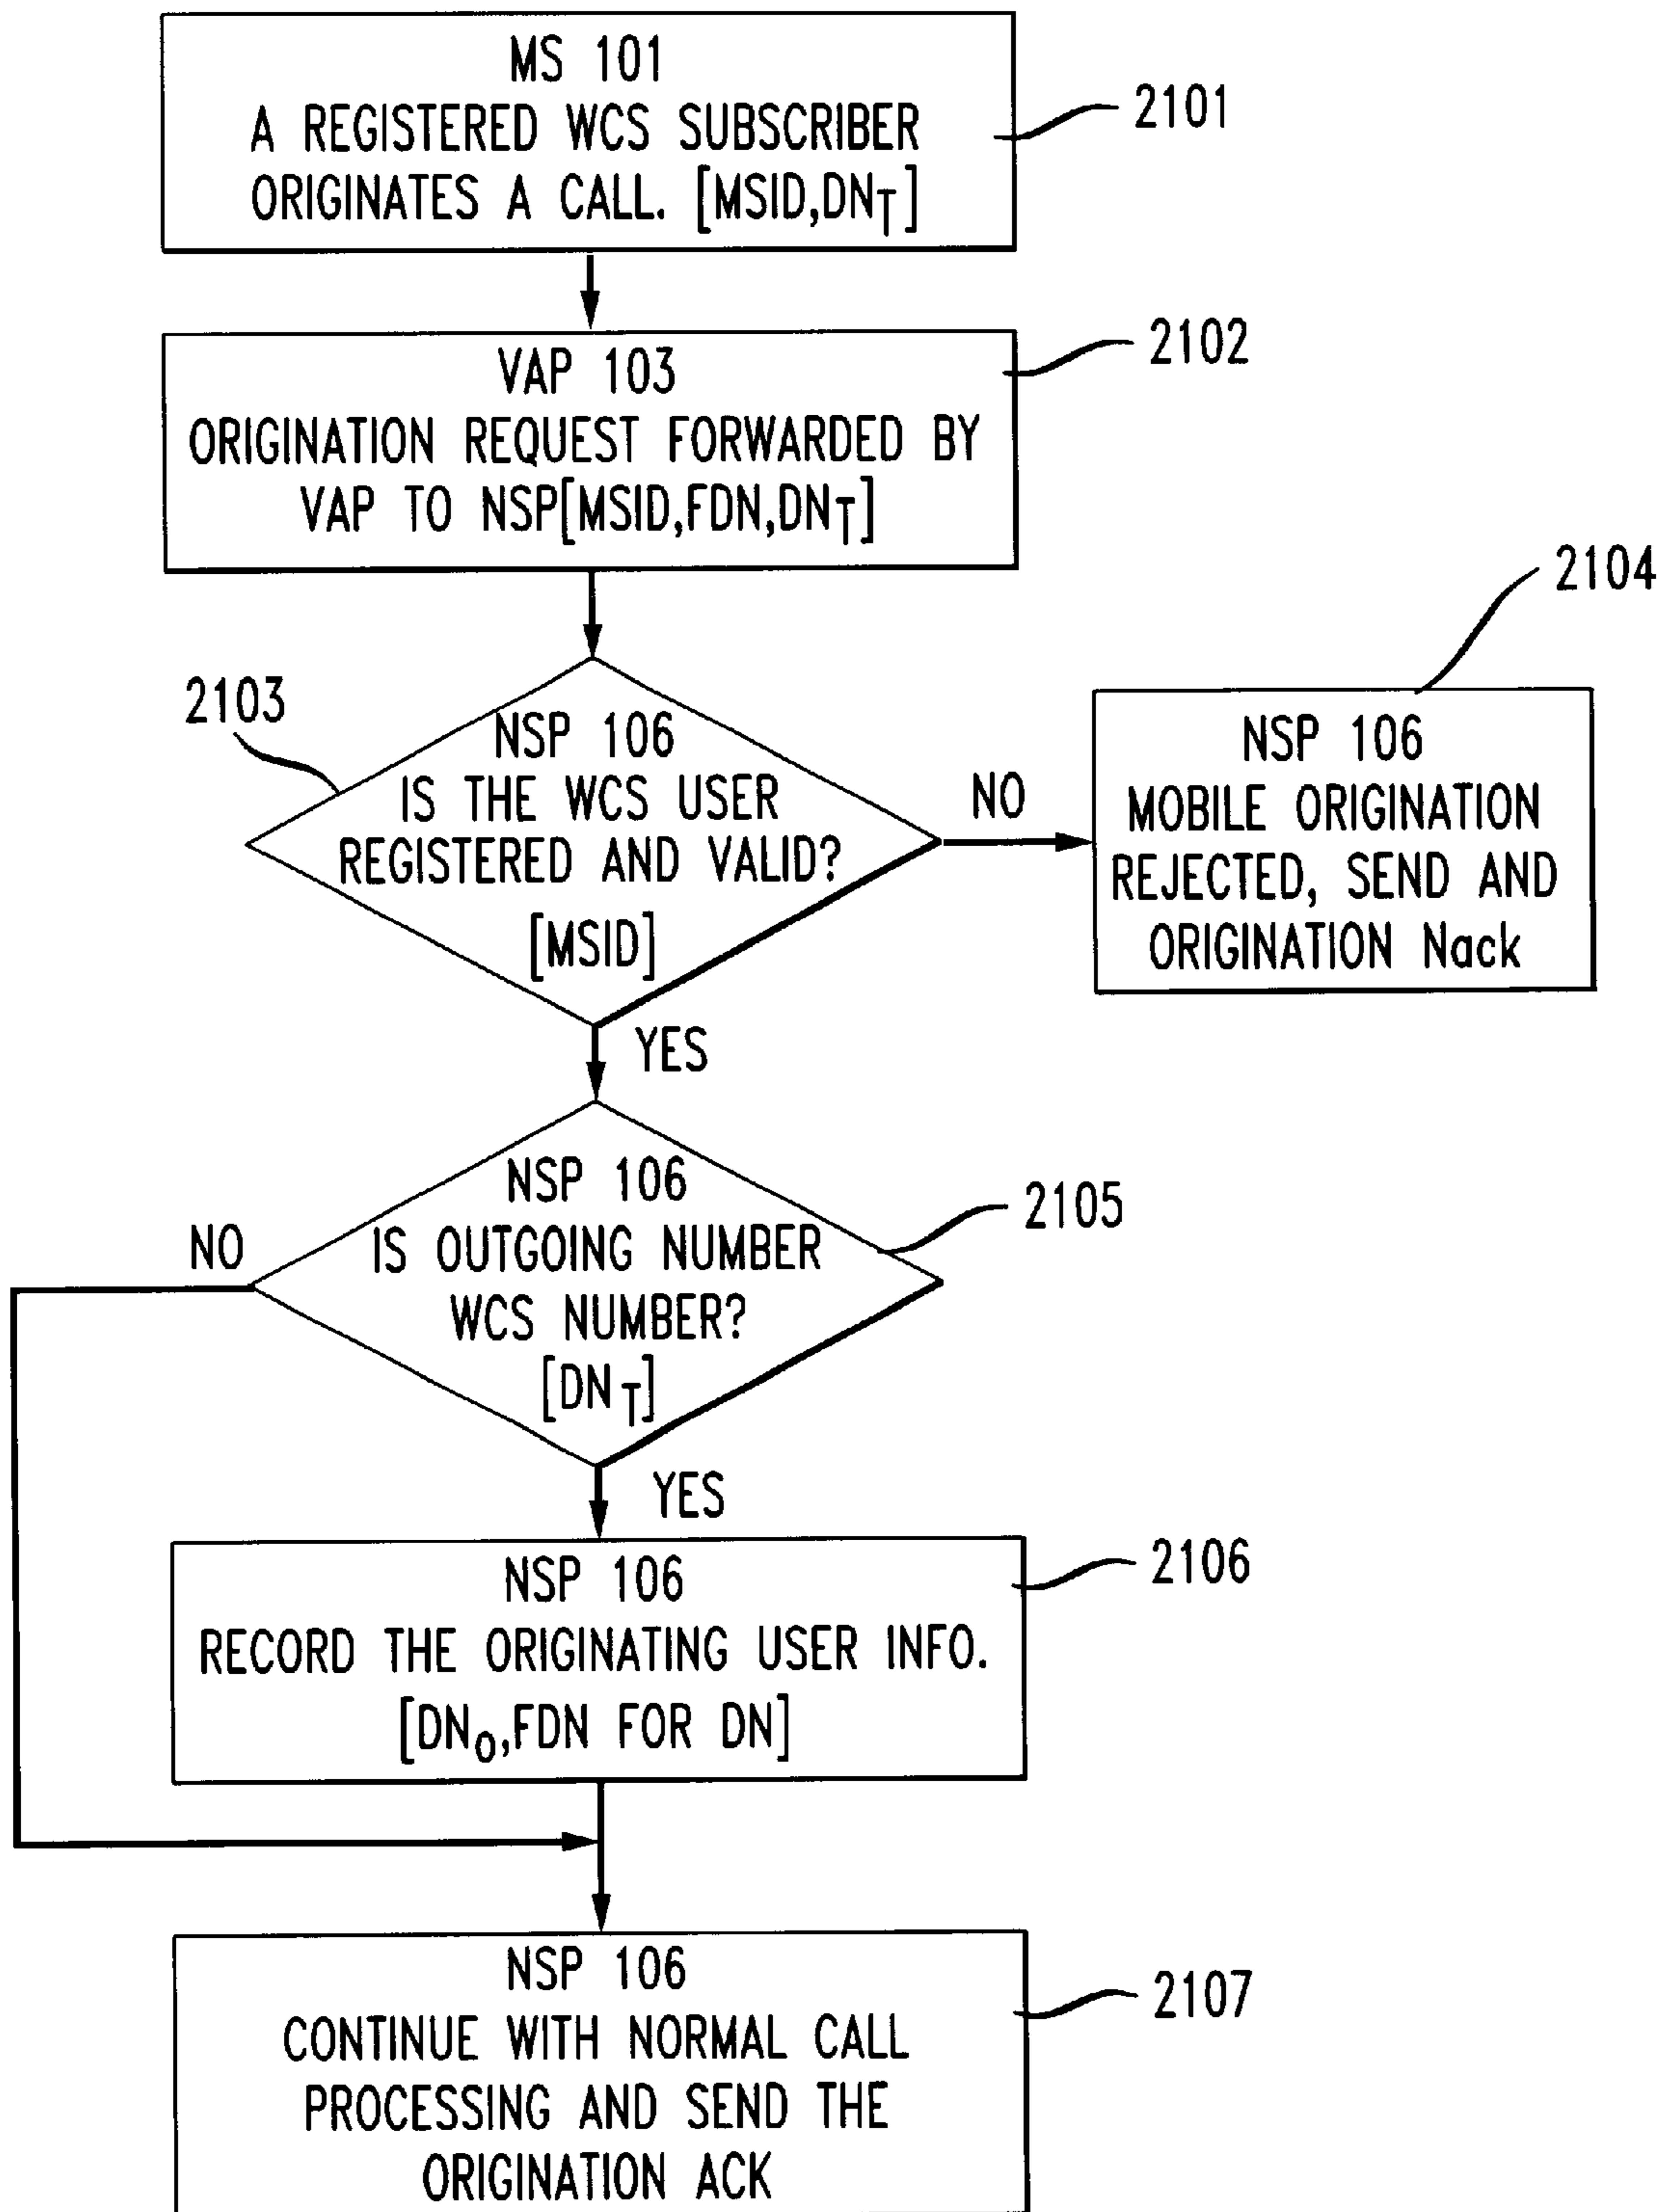 MS 101
A REGISTERED WCS SUBSCRIBER
ORIGINATES A CALL. [MSID,DNT]
2101
VAP 103
ORIGINATION REQUEST FORWARDED BY
VAP TO NSP[MSID,FDN,DNT]
2102
2103
NSP 106
IS THE WCS USER
REGISTERED AND VALID?
[MSID]
NO
2104
NSP 106
MOBILE ORIGINATION
REJECTED, SEND AND
ORIGINATION Nack
YES
NSP 106
IS OUTGOING NUMBER
WCS NUMBER?
[DNT]
2105
NO
YES
NSP 106
RECORD THE ORIGINATING USER INFO.
[DNO,FDN FOR DN]
2106
NSP 106
CONTINUE WITH NORMAL CALL
PROCESSING AND SEND THE
ORIGINATION ACK
2107